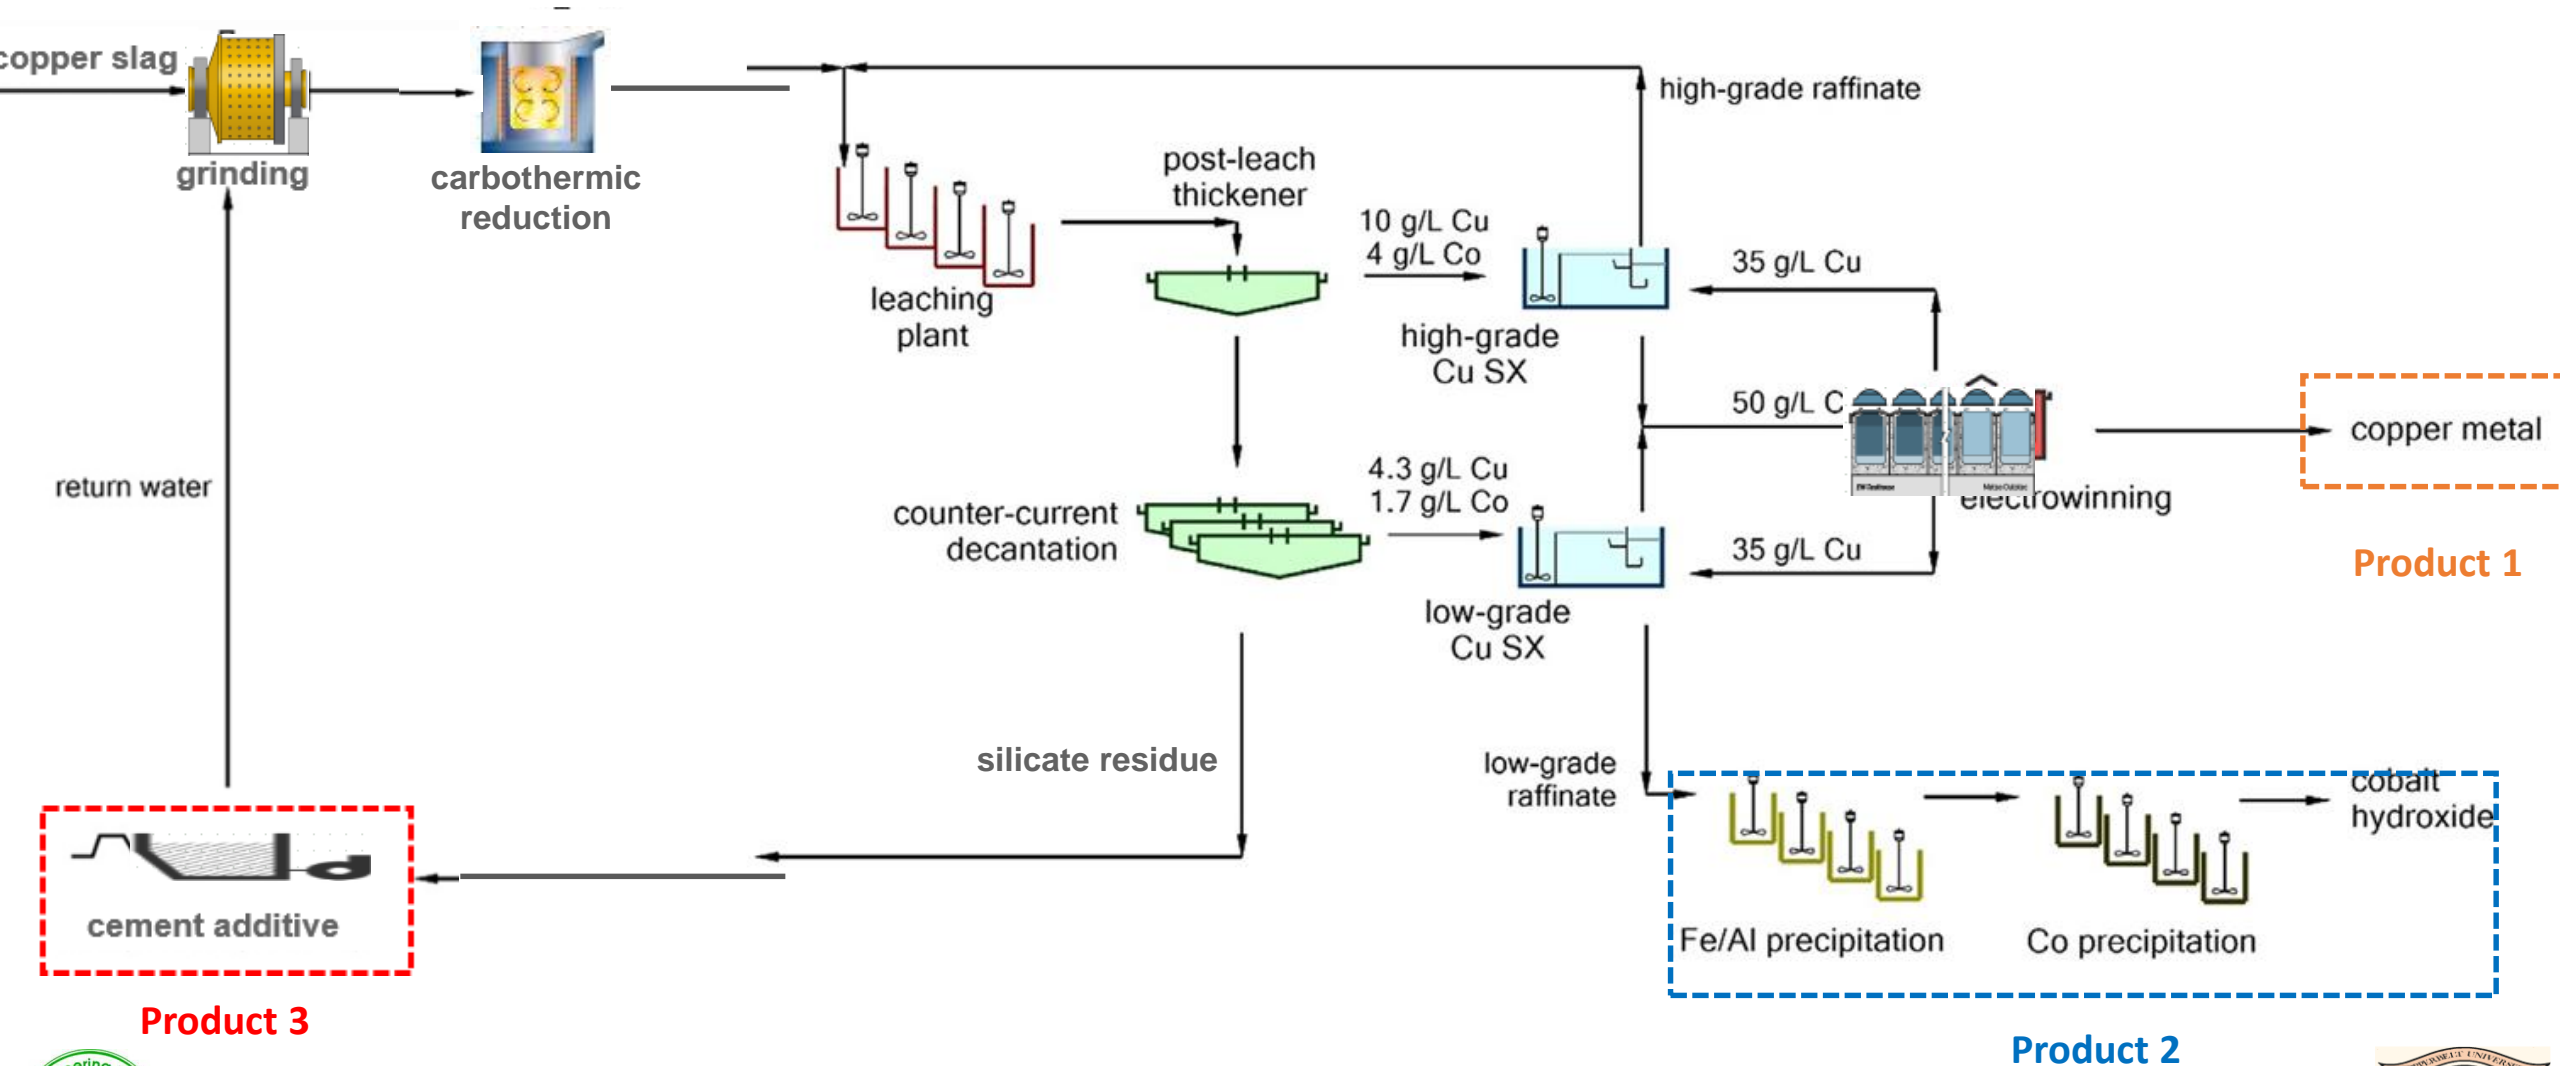 copper slag
grinding
carbothermic
reduction
high-grade raffinate
post-leach
thickener
10 g/L Cu
4 g/L Co
35 g/L Cu
leaching
plant
high-grade
Cu SX
50 g/L C
copper metal
return water
4.3 g/L Cu
1.7 g/L Co
counter-current
decantation
electrowinning
35 g/L Cu
Product 1
low-grade
Cu SX
silicate residue
low-grade
raffinate
cobalt
hydroxide
cement additive
Fe/Al precipitation
Co precipitation
Product 3
Product 2